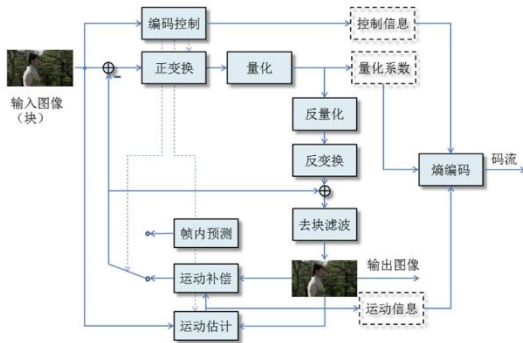 编码控制
控制信息
输入图像
（块）
正变换
量化
量化系数
反量化
反变换
熵编码
码流
帧内预测
去块滤波
运动补偿
输出图像
运动信息
运动估计